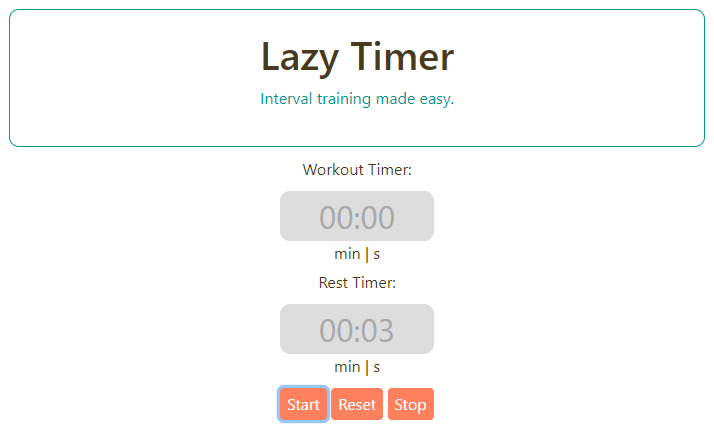 Lazy Timer
Interval training made easy.
Workout Timer:
00:00
min | s
Rest Timer:
00:03
min | s
Start Reset Stop